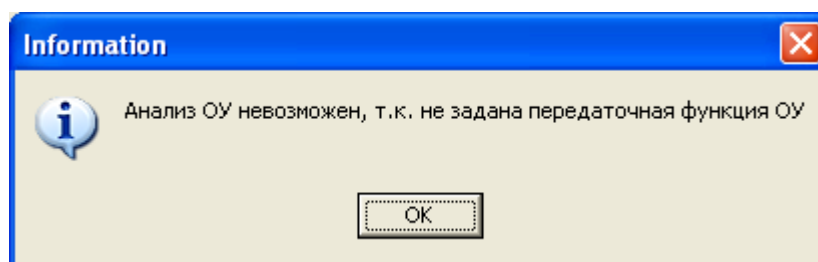 Information
Анализ ОУ невозможен, т.к. не задана передаточная функция ОУ
OK